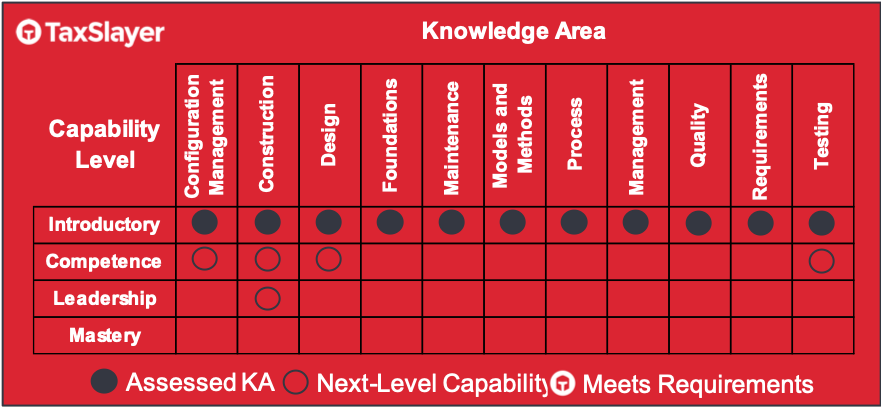 TaxSlayer
Knowledge Area
Capability
Level
Configuration
Management
Construction
Design
Foundations
Maintenance
Models and
Methods
Process
Management
Quality
Requirements
Testing
Introductory
Competence
Leadership
Mastery
Assessed KA
Next-Level Capability
Meets Requirements